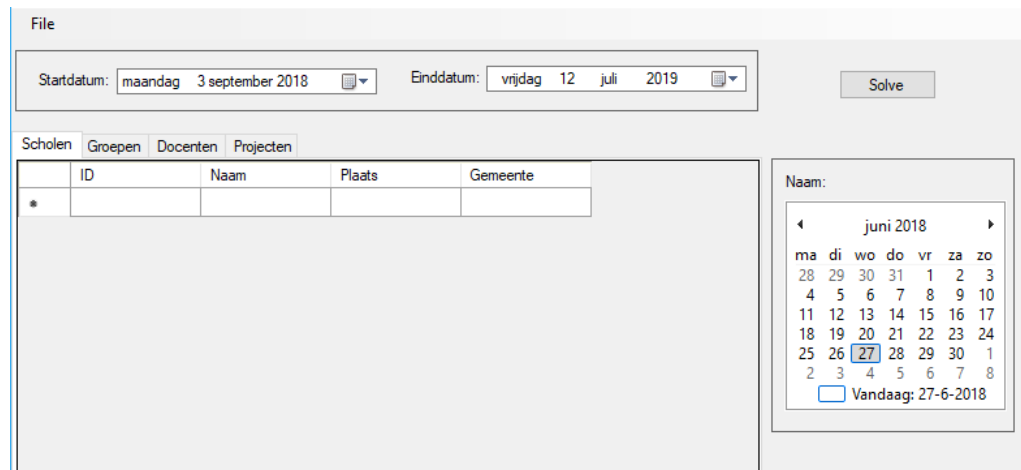 File
Startdatum: maandag 3 september 2018 Einddatum: vrijdag 12 juli 2019 Solve
Scholen Groepen Docenten Projecten
ID Naam Plaats Gemeente
*
Naam:
juni 2018
ma di wo do vr za zo
28 29 30 31 1 2 3
4 5 6 7 8 9 10
11 12 13 14 15 16 17
18 19 20 21 22 23 24
25 26 27 28 29 30 1
2 3 4 5 6 7 8
Vandaag: 27-6-2018